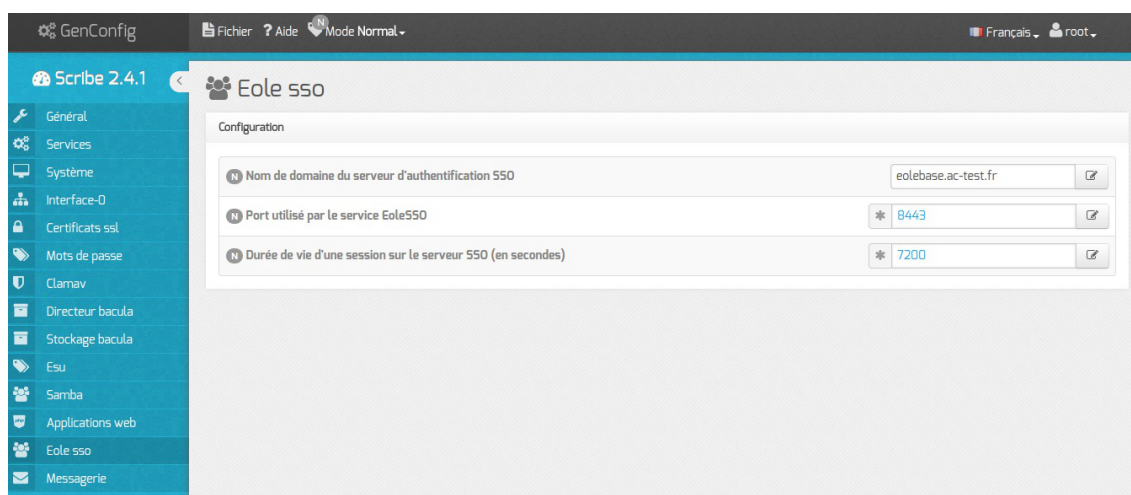 GenConfig
Fichier ? Aide N Mode Normal
Français root
Scribe 2.4.1
Eole sso
Général
Configuration
Services
Système
N Nom de domaine du serveur d'authentification SSO eolebase.ac-test.fr
Interface-0
N Port utilisé par le service EoleSSO * 8443
Certificats ssl
Mots de passe
N Durée de vie d'une session sur le serveur SSO (en secondes) * 7200
Clamav
Directeur bacula
Stockage bacula
Esu
Samba
Applications web
Eole sso
Messagerie